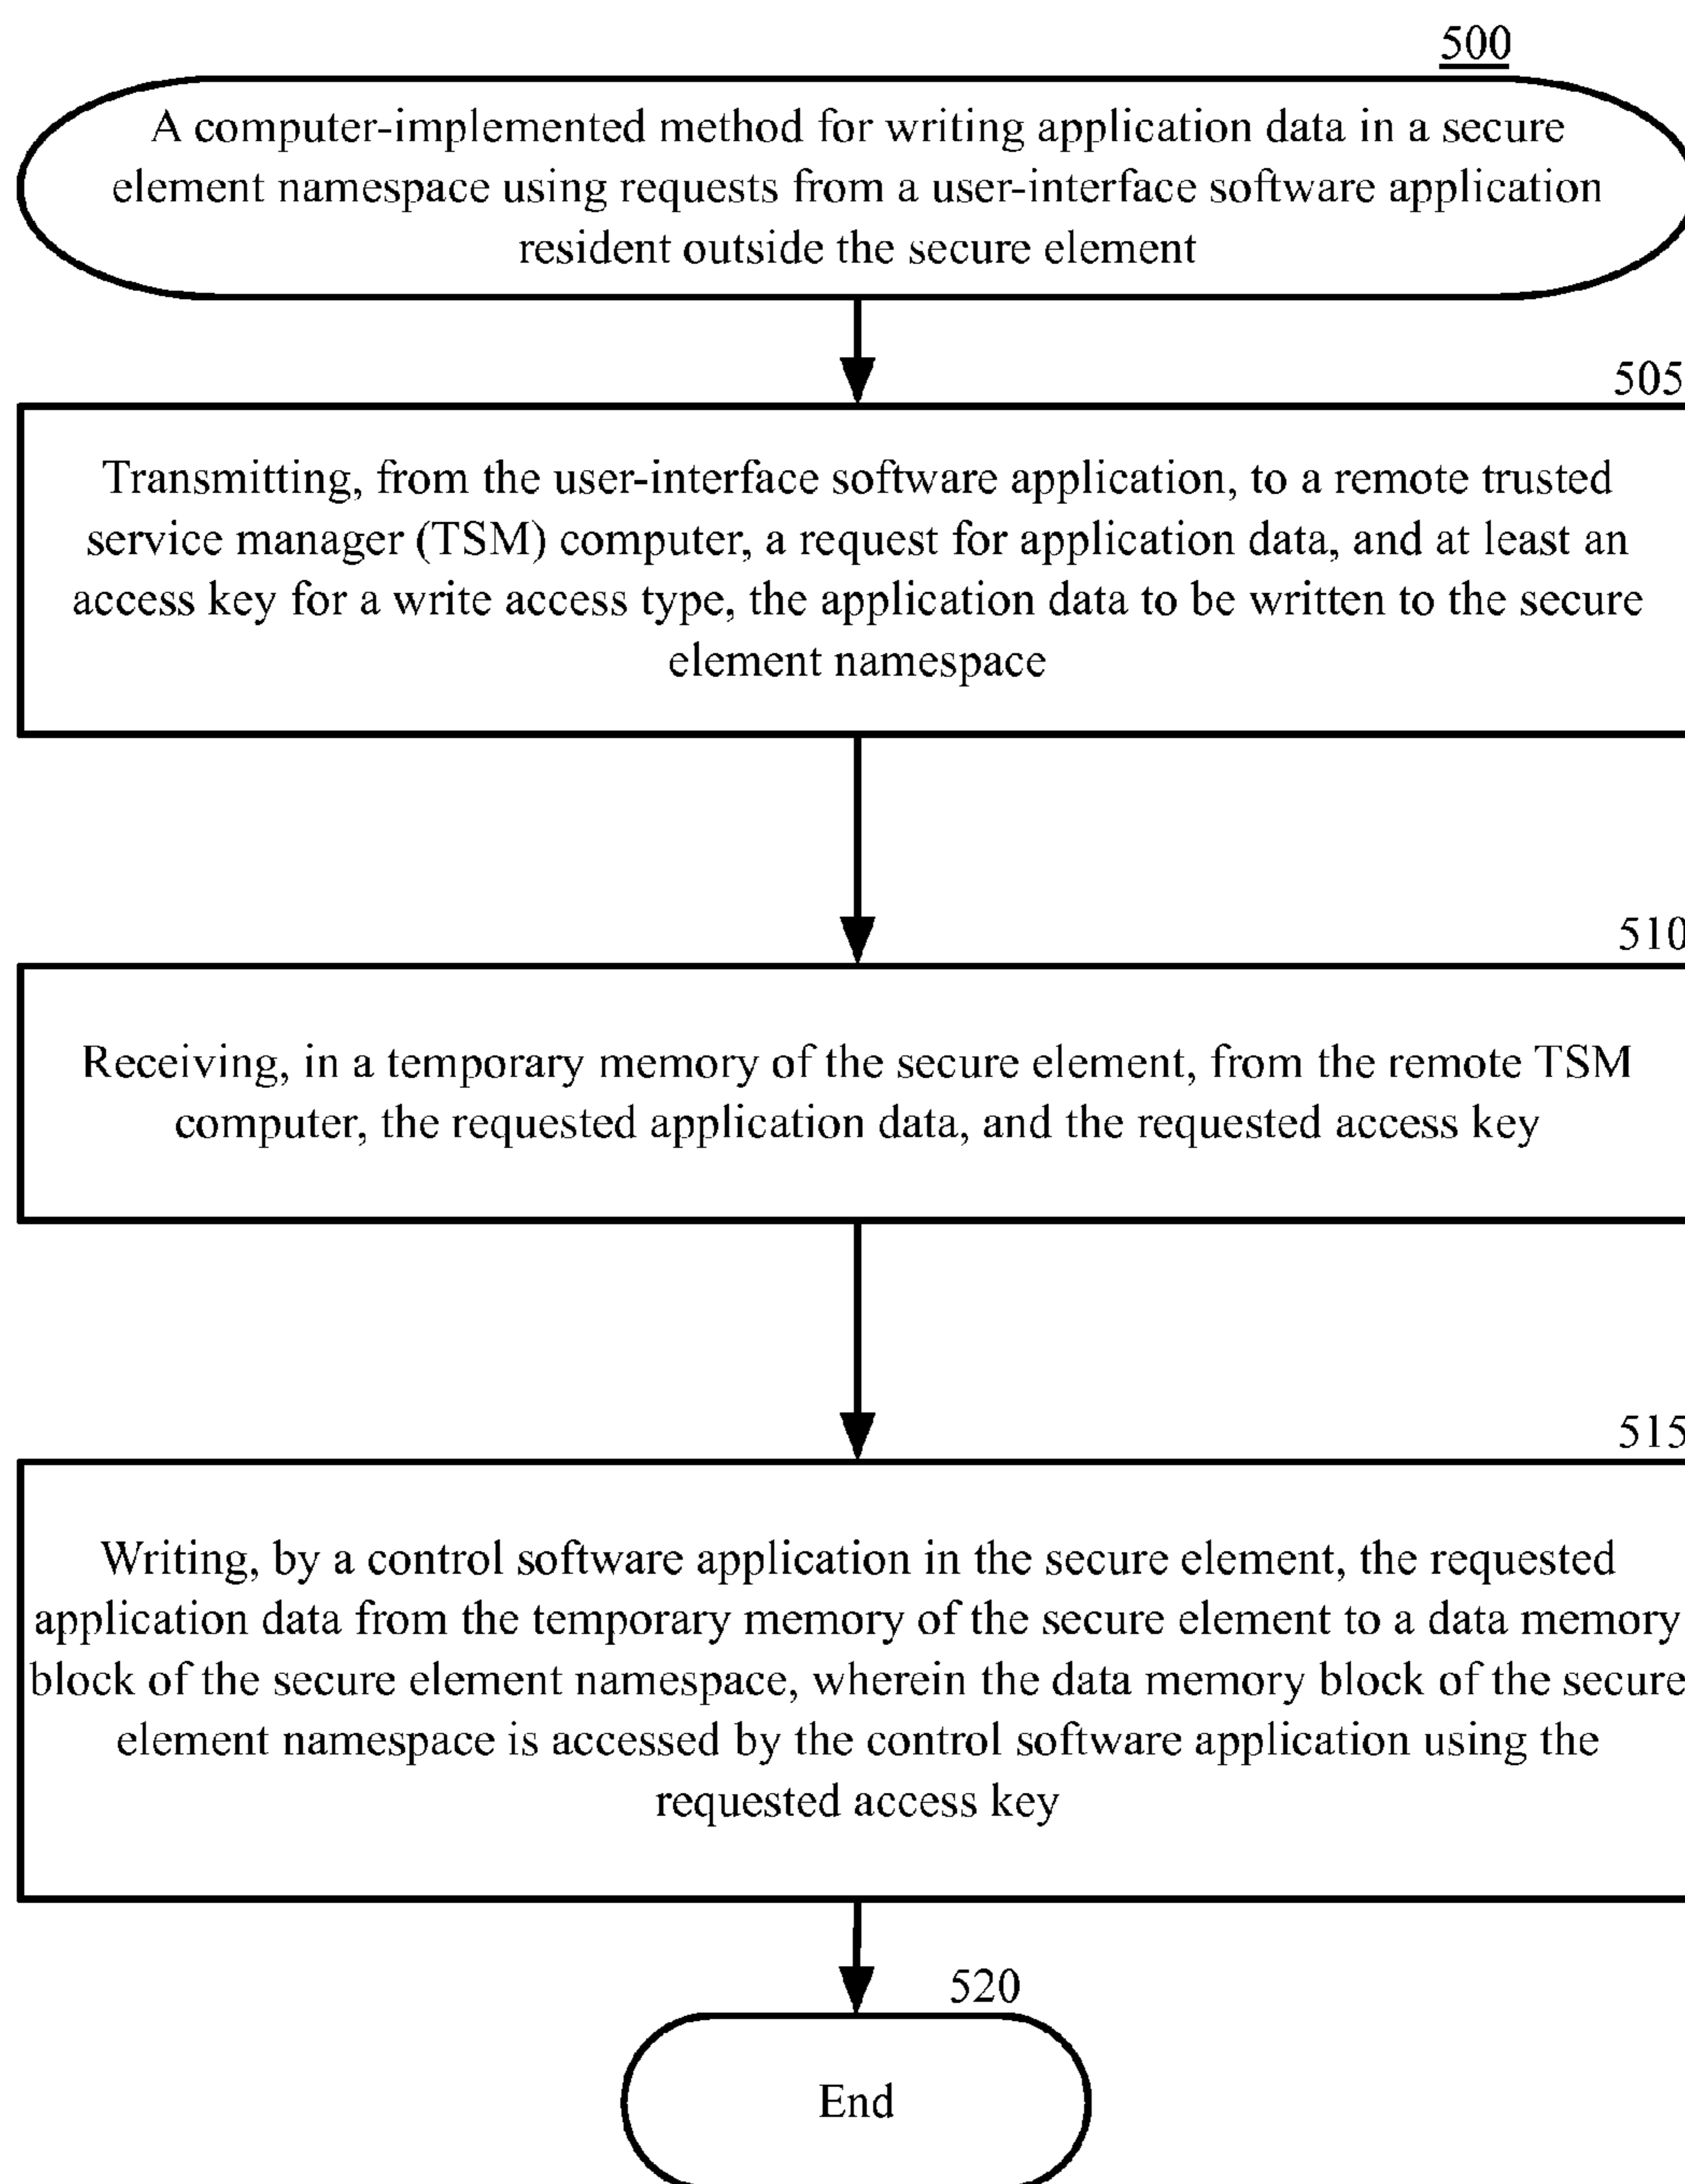 500
A computer-implemented method for writing application data in a secure
element namespace using requests from a user-interface software application
resident outside the secure element
505
Transmitting, from the user-interface software application, to a remote trusted
service manager (TSM) computer, a request for application data, and at least an
access key for a write access type, the application data to be written to the secure
element namespace
510
Receiving, in a temporary memory of the secure element, from the remote TSM
computer, the requested application data, and the requested access key
515
Writing, by a control software application in the secure element, the requested
application data from the temporary memory of the secure element to a data memory
block of the secure element namespace, wherein the data memory block of the secure
element namespace is accessed by the control software application using the
requested access key
520
End